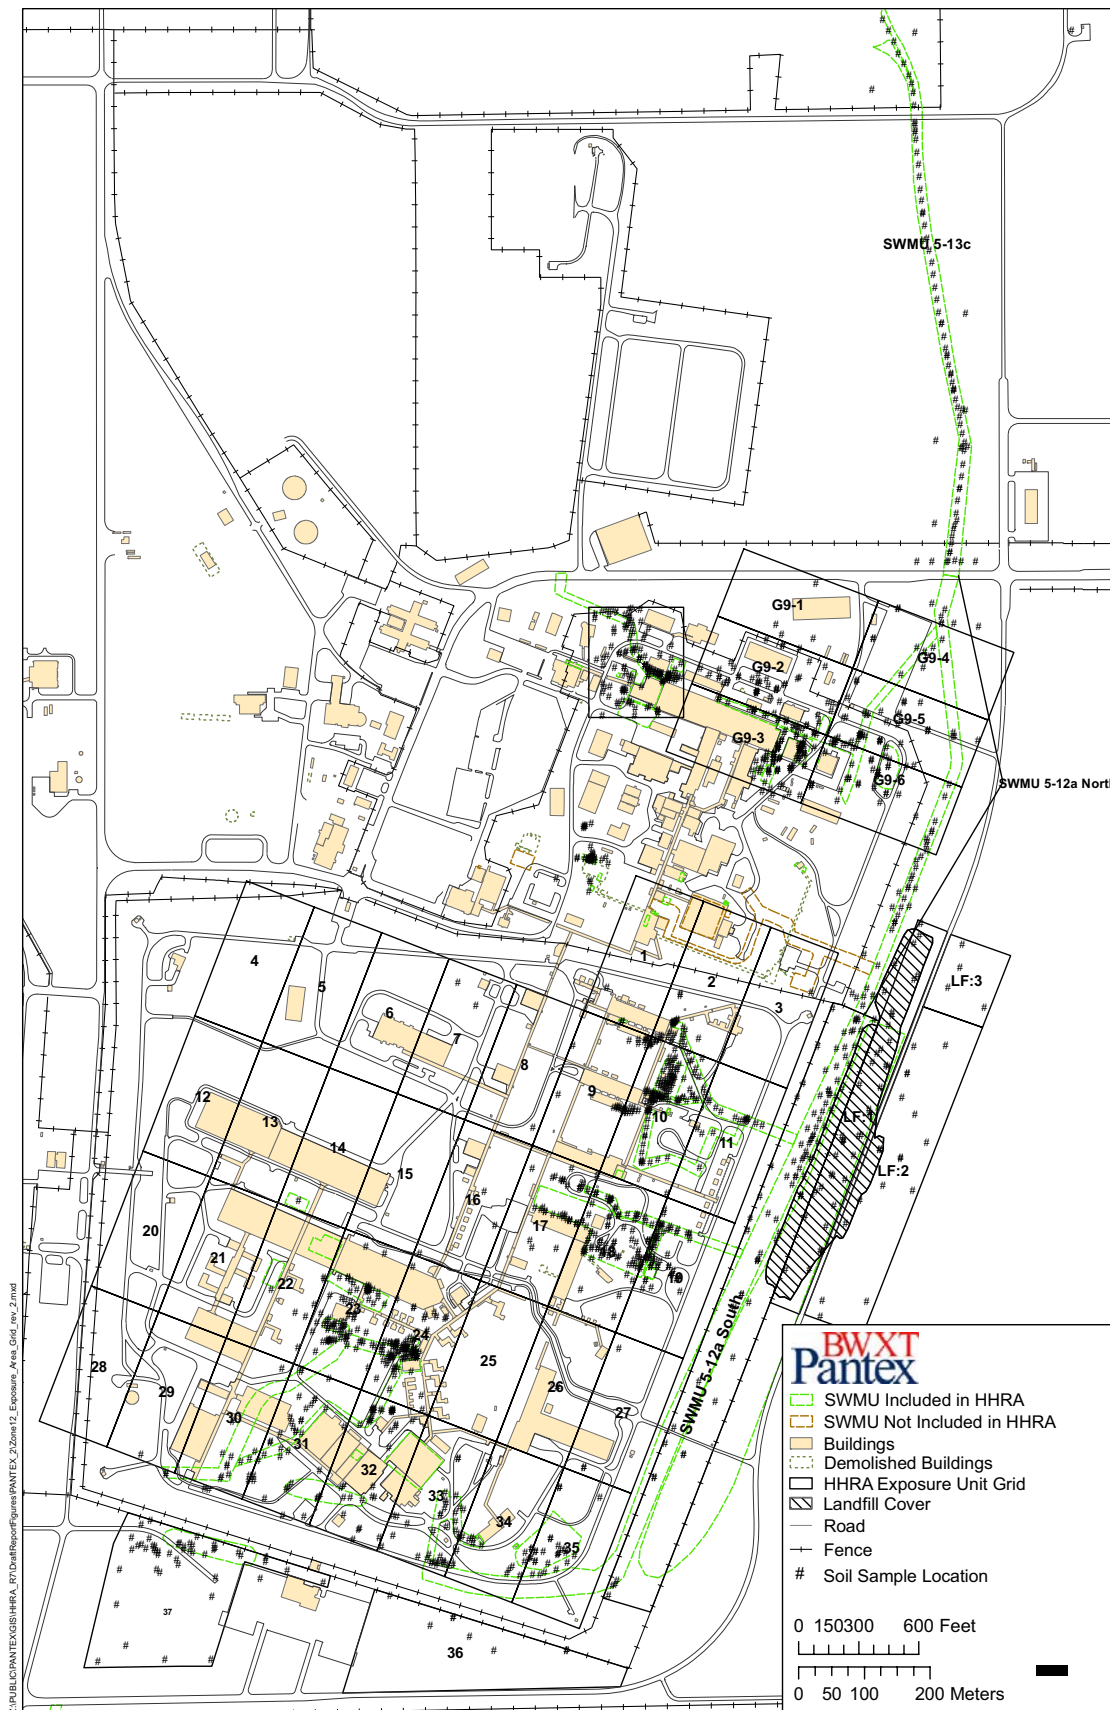 SWMU 5-13c
G9-1
G9-4
G9-2
G9-5
G9-3
G9-6
SWMU 5-12a North
1
2
3
4
5
6
7
8
9
10
11
LF:3
LF:1
LF:2
12
13
14
15
16
17
18
19
20
21
22
23
24
25
26
27
28
29
30
31
32
33
34
35
36
37
SWMU 5-12a South
BWXT
Pantex
SWMU Included in HHRA
SWMU Not Included in HHRA
Buildings
Demolished Buildings
HHRA Exposure Unit Grid
Landfill Cover
Road
Fence
# Soil Sample Location
0 150300 600 Feet
0 50 100 200 Meters